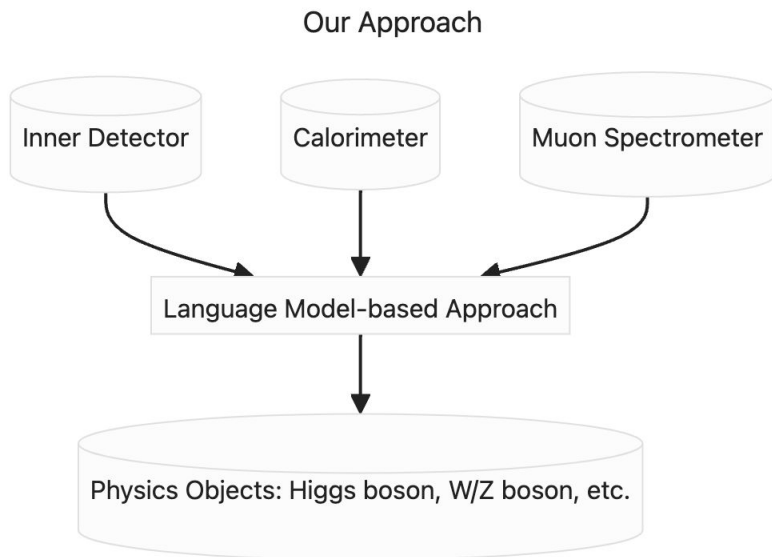 Our Approach
Inner Detector
Calorimeter
Muon Spectrometer
Language Model-based Approach
Physics Objects: Higgs boson, W/Z boson, etc.